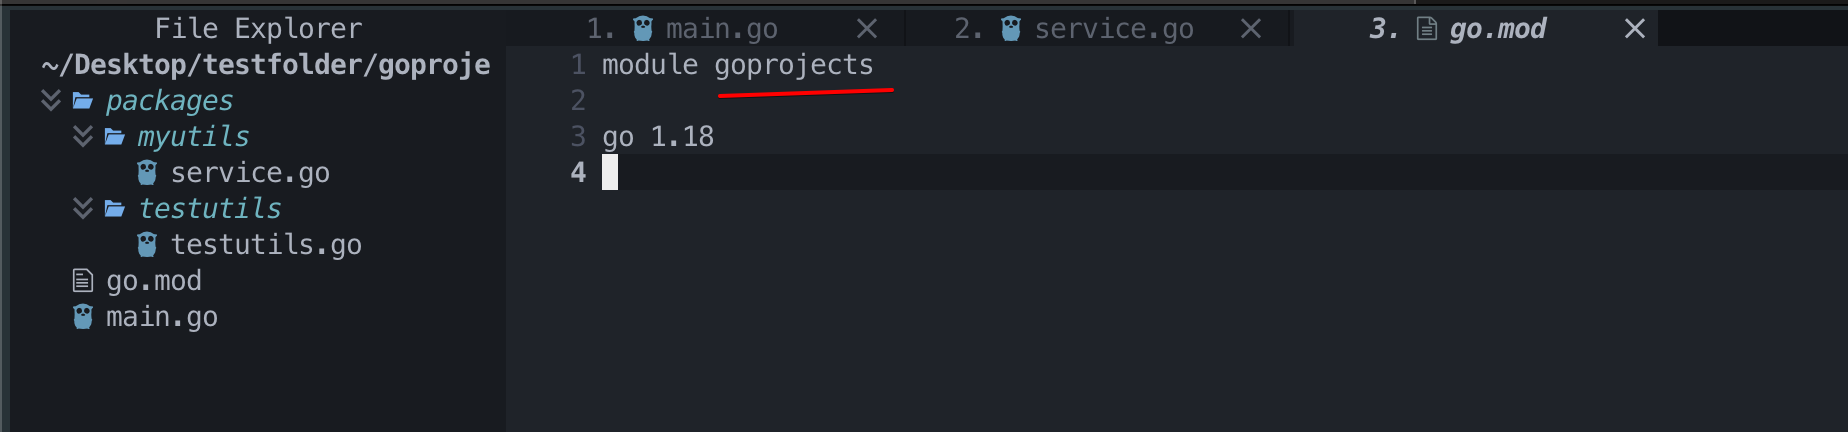 File Explorer
~/Desktop/testfolder/goproje
packages
myutils
service.go
testutils
testutils.go
go.mod
main.go
1. main.go
2. service.go
3. go.mod
1 module goprojects
2
3 go 1.18
4